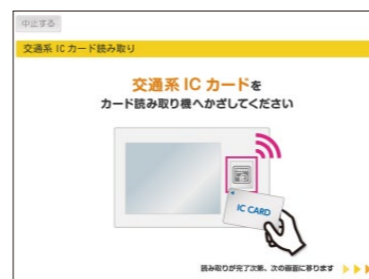 中止する
交通系 IC カード読み取り
交通系 IC カードを
カード読み取り機へかざしてください
IC CARD
読み取りが完了次第、次の画面に移ります